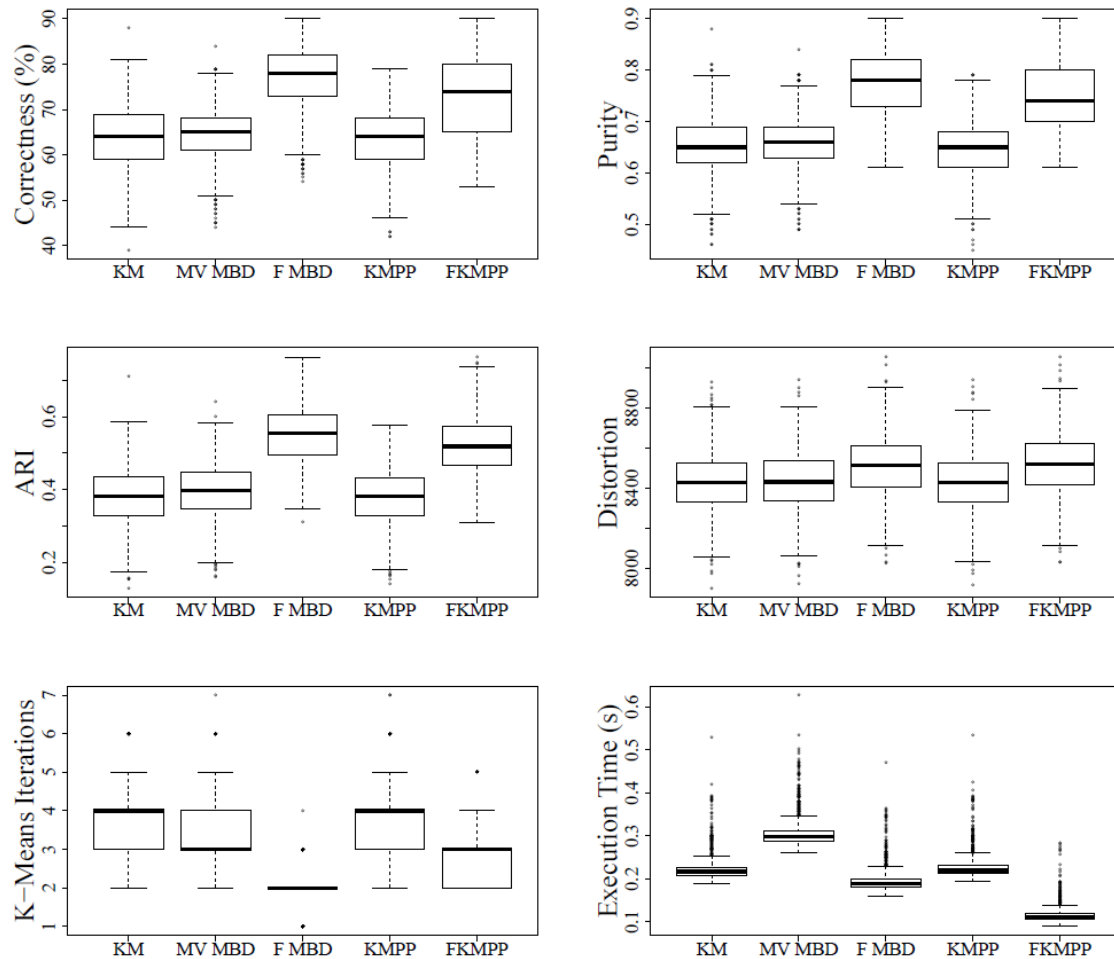 Correctness (%)
90
80
70
60
50
40
KM MV MBD F MBD KMPP FKMPP
Purity
0.9
0.8
0.7
0.6
0.5
KM MV MBD F MBD KMPP FKMPP
ARI
0.6
0.4
0.2
KM MV MBD F MBD KMPP FKMPP
Distortion
8800
8400
8000
KM MV MBD F MBD KMPP FKMPP
K-Means Iterations
7
6
5
4
3
2
1
KM MV MBD F MBD KMPP FKMPP
Execution Time (s)
0.6
0.5
0.4
0.3
0.2
0.1
KM MV MBD F MBD KMPP FKMPP